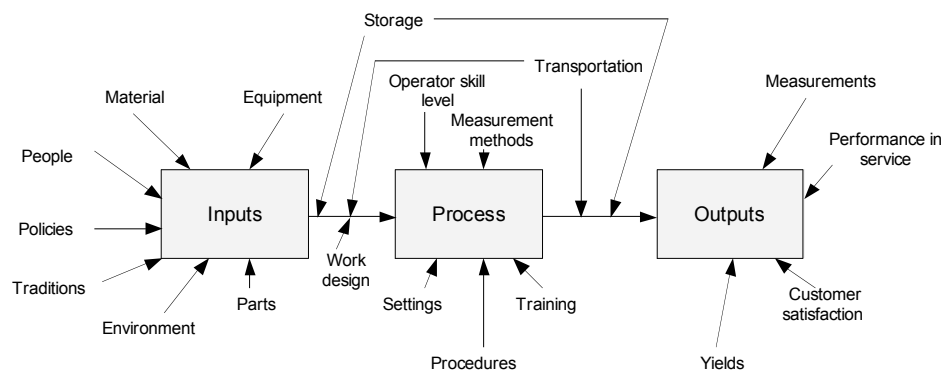 Storage
Transportation
Operator skill
level
Measurement
methods
Measurements
Material
Equipment
Performance in
service
People
Inputs
Process
Outputs
Policies
Work
design
Traditions
Parts
Settings
Training
Customer
satisfaction
Environment
Procedures
Yields